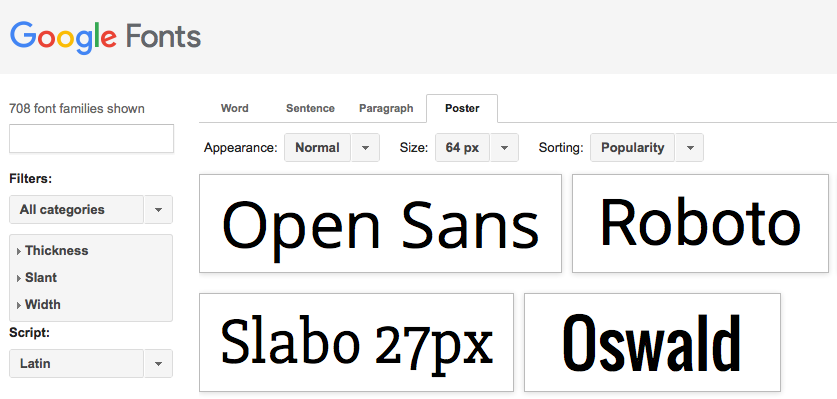 Google Fonts
708 font families shown
Word Sentence Paragraph Poster
Appearance: Normal Size: 64 px Sorting: Popularity
Filters:
All categories
Thickness
Slant
Width
Script:
Latin
Open Sans Roboto
Slabo 27px Oswald